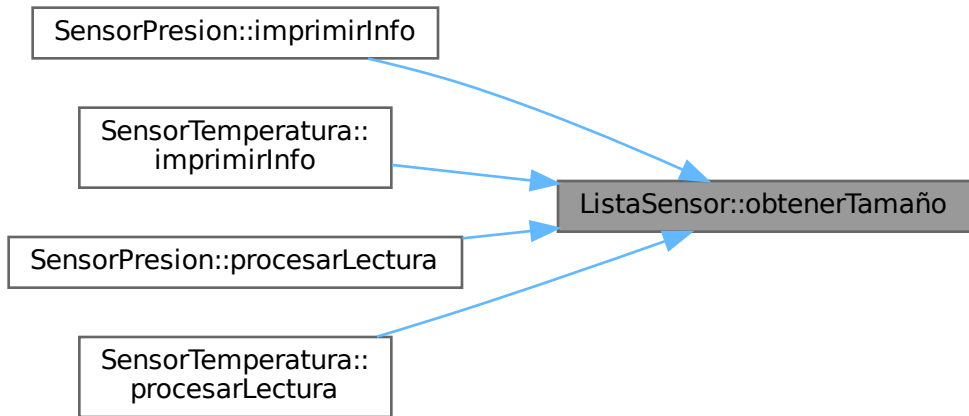 SensorPresion::imprimirInfo
SensorTemperatura::
imprimirInfo
ListaSensor::obtenerTamaño
SensorPresion::procesarLectura
SensorTemperatura::
procesarLectura